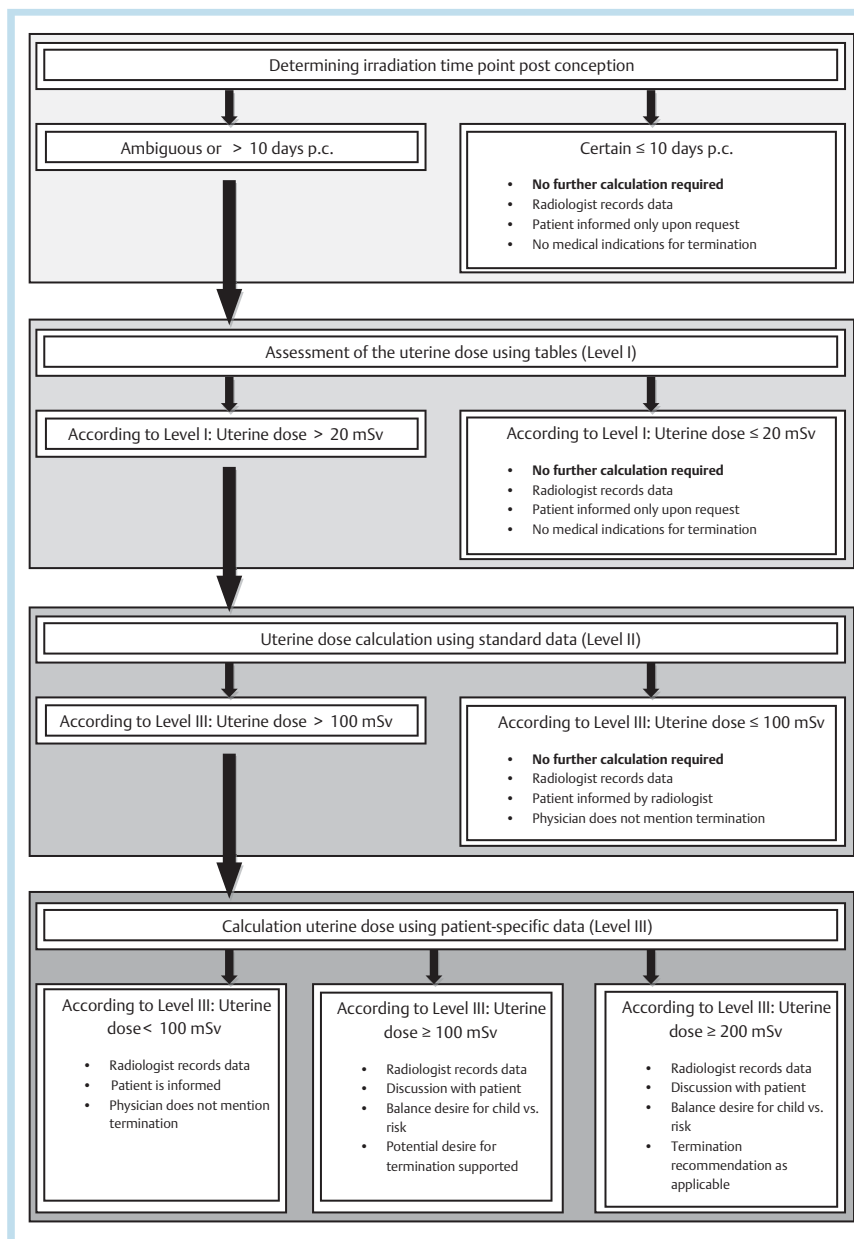 Determining irradiation time point post conception
Ambiguous or > 10 days p.c.
Certain ≤ 10 days p.c.
• No further calculation required
• Radiologist records data
• Patient informed only upon request
• No medical indications for termination
Assessment of the uterine dose using tables (Level I)
According to Level I: Uterine dose > 20 mSv
According to Level I: Uterine dose ≤ 20 mSv
• No further calculation required
• Radiologist records data
• Patient informed only upon request
• No medical indications for termination
Uterine dose calculation using standard data (Level II)
According to Level III: Uterine dose > 100 mSv
According to Level III: Uterine dose ≤ 100 mSv
• No further calculation required
• Radiologist records data
• Patient informed by radiologist
• Physician does not mention termination
Calculation uterine dose using patient-specific data (Level III)
According to Level III: Uterine
dose< 100 mSv
• Radiologist records data
• Patient is informed
• Physician does not mention
termination
According to Level III: Uterine
dose ≥ 100 mSv
• Radiologist records data
• Discussion with patient
• Balance desire for child vs.
risk
• Potential desire for
termination supported
According to Level III: Uterine
dose ≥ 200 mSv
• Radiologist records data
• Discussion with patient
• Balance desire for child vs.
risk
• Termination
recommendation as
applicable